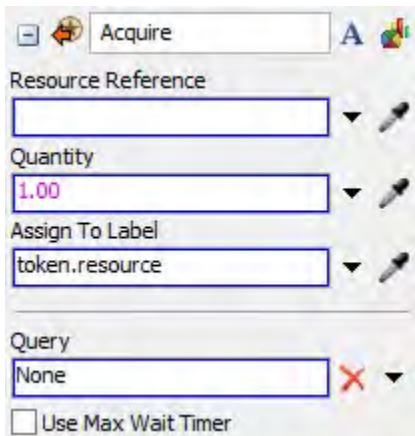 Acquire A
Resource Reference
Quantity
1.00
Assign To Label
token.resource
Query
None
Use Max Wait Timer